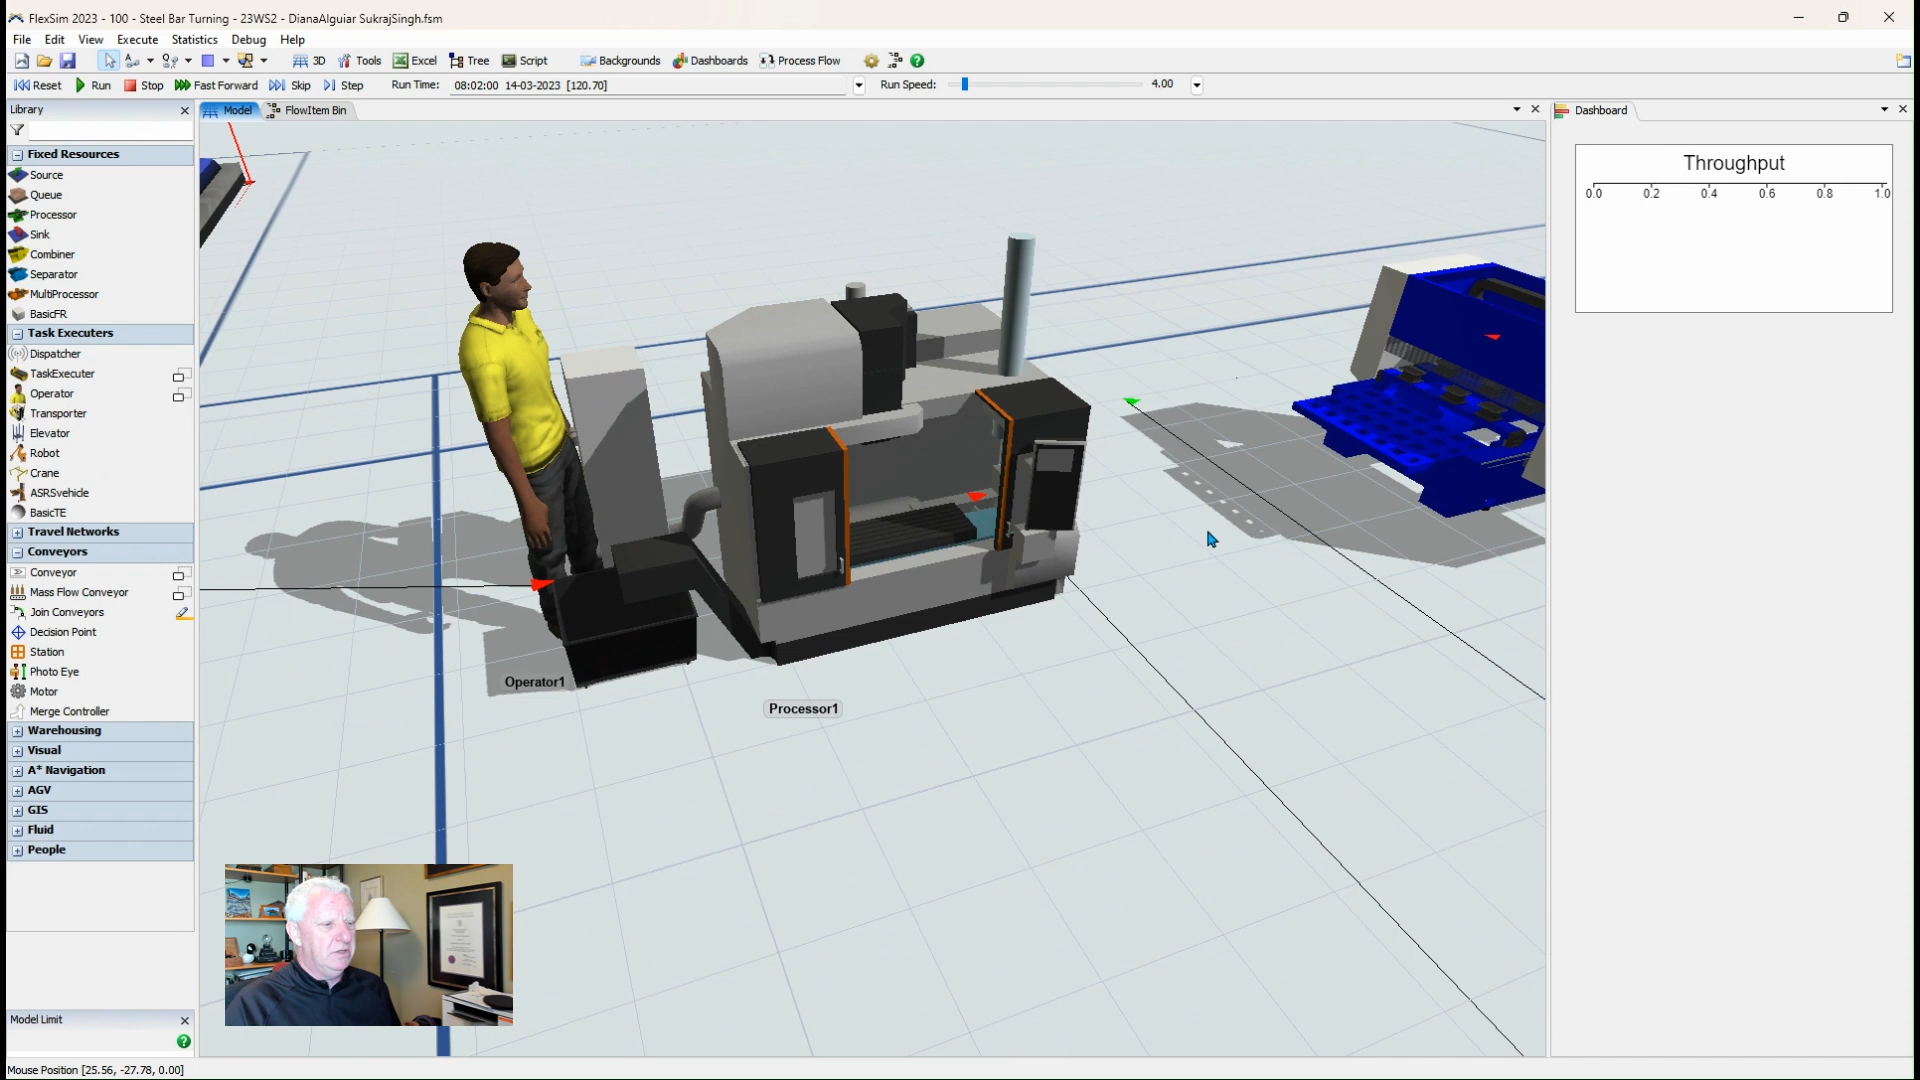 FlexSim 2023 - 100 - Steel Bar Turning - 23WS2 - DianaAlguiar SukrajSingh.fsm
File Edit View Execute Statistics Debug Help
3D Tools Excel Tree Script Backgrounds Dashboards Process Flow
Reset Run Stop Fast Forward Skip Step Run Time: 08:02:00 14-03-2023 [120.70] Run Speed: 4.00
Library
Model FlowItem Bin
Dashboard
Fixed Resources
Source
Queue
Processor
Sink
Combiner
Separator
MultiProcessor
BasicFR
Task Executers
Dispatcher
TaskExecuter
Operator
Transporter
Elevator
Robot
Crane
ASRSvehicle
BasicTE
Travel Networks
Conveyors
Conveyor
Mass Flow Conveyor
Join Conveyors
Decision Point
Station
Photo Eye
Motor
Merge Controller
Warehousing
Visual
A* Navigation
AGV
GIS
Fluid
People
Model Limit
Mouse Position [25.56, -27.78, 0.00]
Operator1
Processor1
Throughput
0.0 0.2 0.4 0.6 0.8 1.0